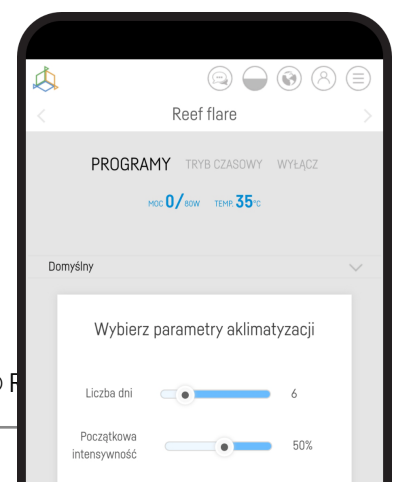 Reef flare
PROGRAMY TRYB CZASOWY WYŁĄCZ
MOC 0/80W TEMP. 35°C
Domyślny
Wybierz parametry aklimatyzacji
Liczba dni 6
Początkowa
intensywność 50%